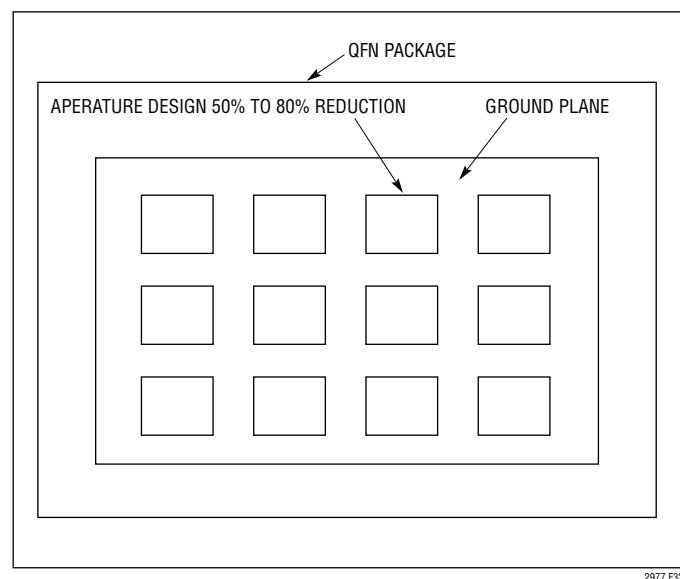 QFN PACKAGE
APERATURE DESIGN 50% TO 80% REDUCTION
GROUND PLANE